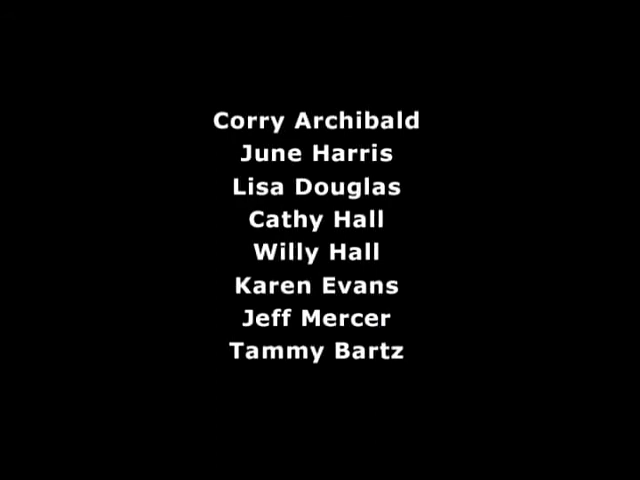 Corry Archibald
June Harris
Lisa Douglas
Cathy Hall
Willy Hall
Karen Evans
Jeff Mercer
Tammy Bartz